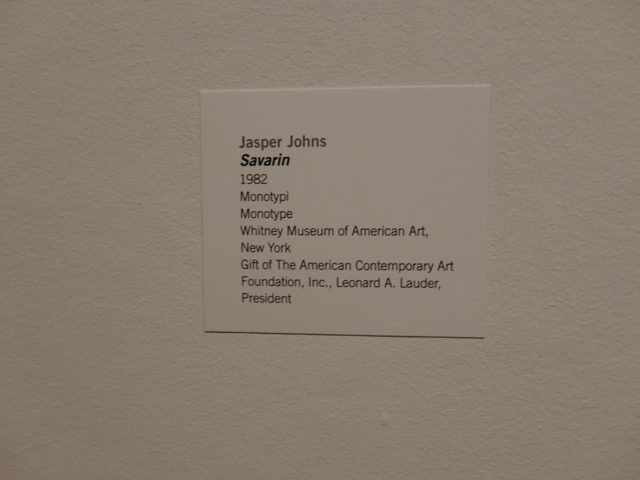 Jasper Johns
Savarin
1982
Monotypi
Monotype
Whitney Museum of American Art,
New York
Gift of The American Contemporary Art
Foundation, Inc., Leonard A. Lauder,
President